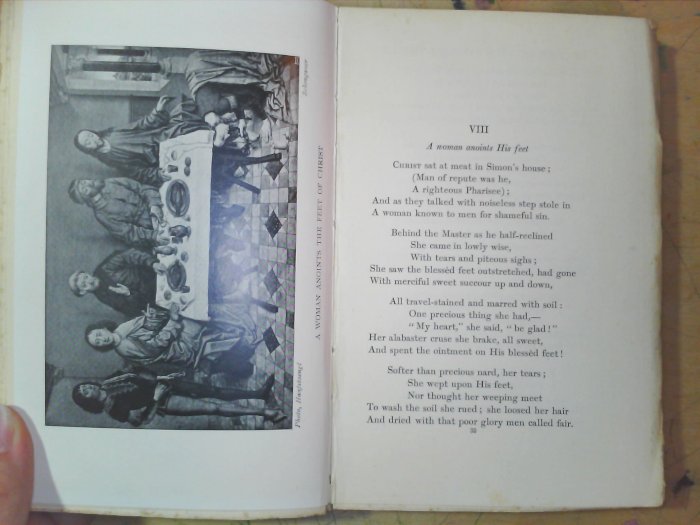 A WOMAN ANOINTS THE FEET OF CHRIST
Photo, Hanfstaengl
VIII
A woman anoints His feet
CHRIST sat at meat in Simon's house;
(Man of repute was he,
A righteous Pharisee);
And as they talked with noiseless step stole in
A woman known to men for shameful sin.
Behind the Master as he half-reclined
She came in lowly wise,
With tears and piteous sighs;
She saw the blessèd feet outstretched, had gone
With merciful sweet succour up and down,
All travel-stained and marred with soil:
One precious thing she had,—
"My heart," she said, "be glad!"
Her alabaster cruse she brake, all sweet,
And spent the ointment on His blessèd feet!
Softer than precious nard, her tears;
She wept upon His feet,
Nor thought her weeping meet
To wash the soil she rued; she loosed her hair
And dried with that poor glory men called fair.